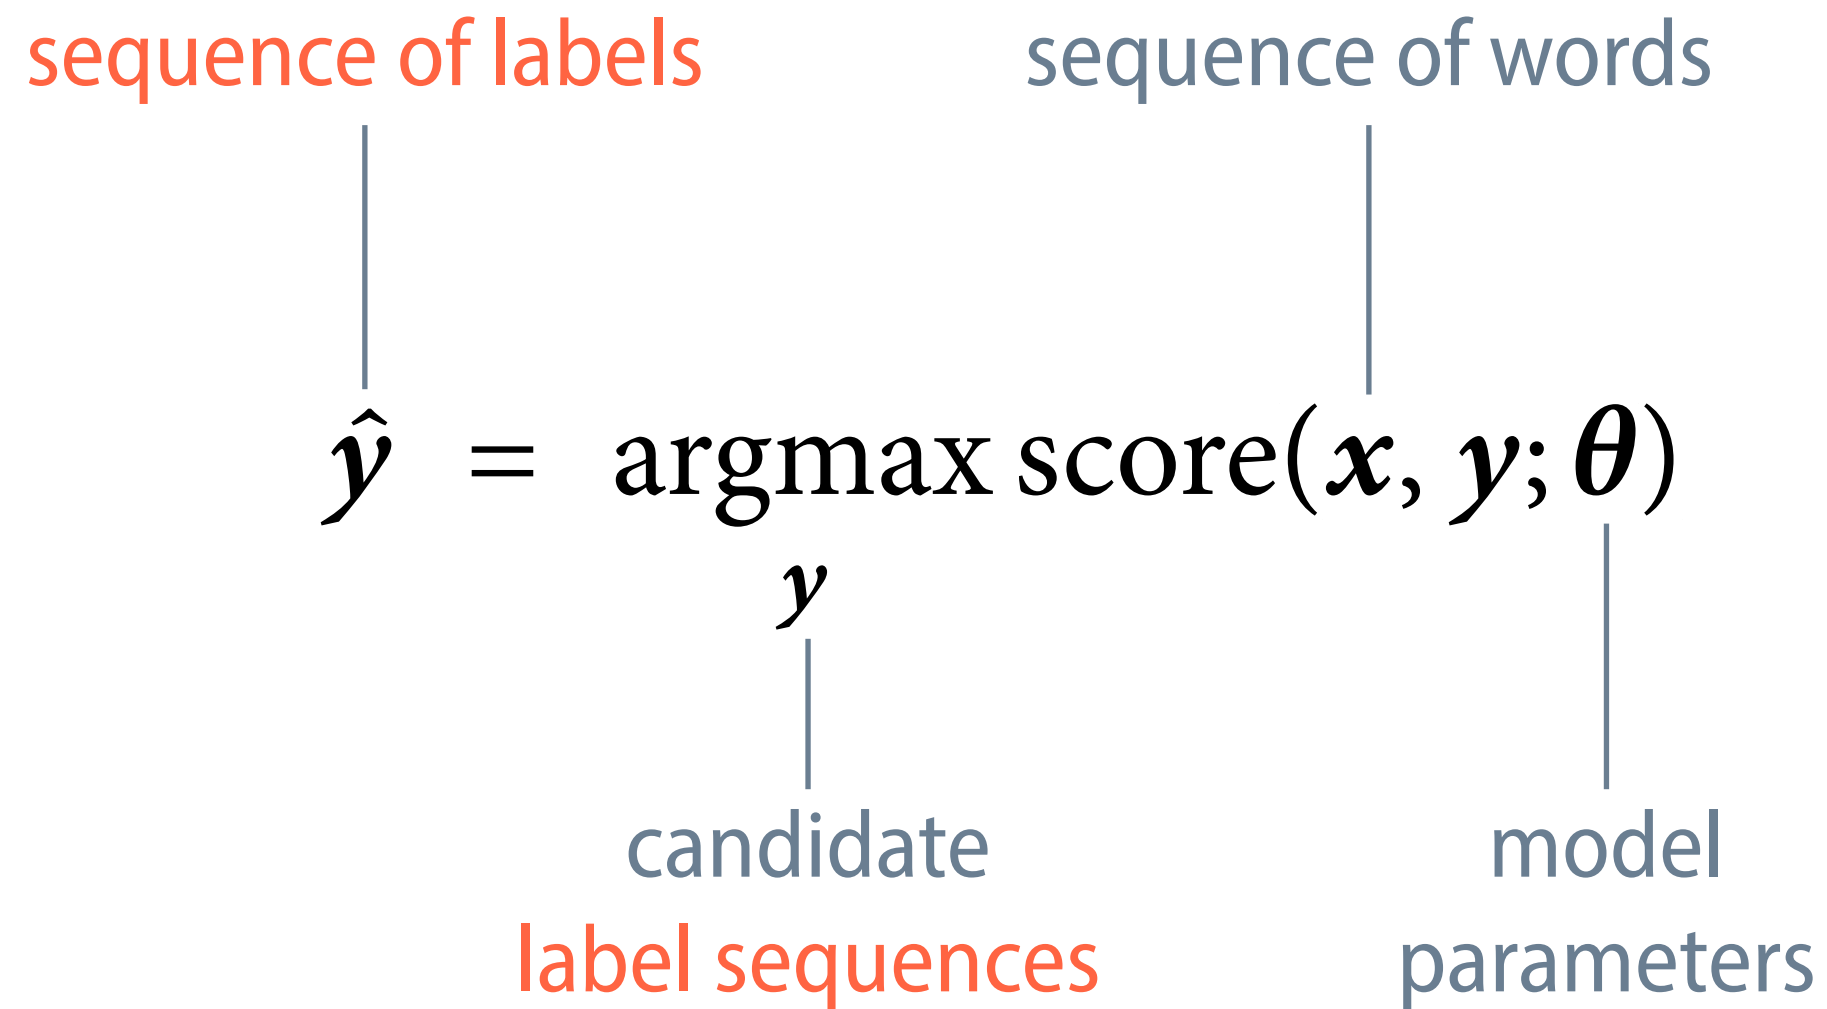 sequence of labels
sequence of words
ŷ = argmax score(x, y; θ)
y
candidate
label sequences
model
parameters